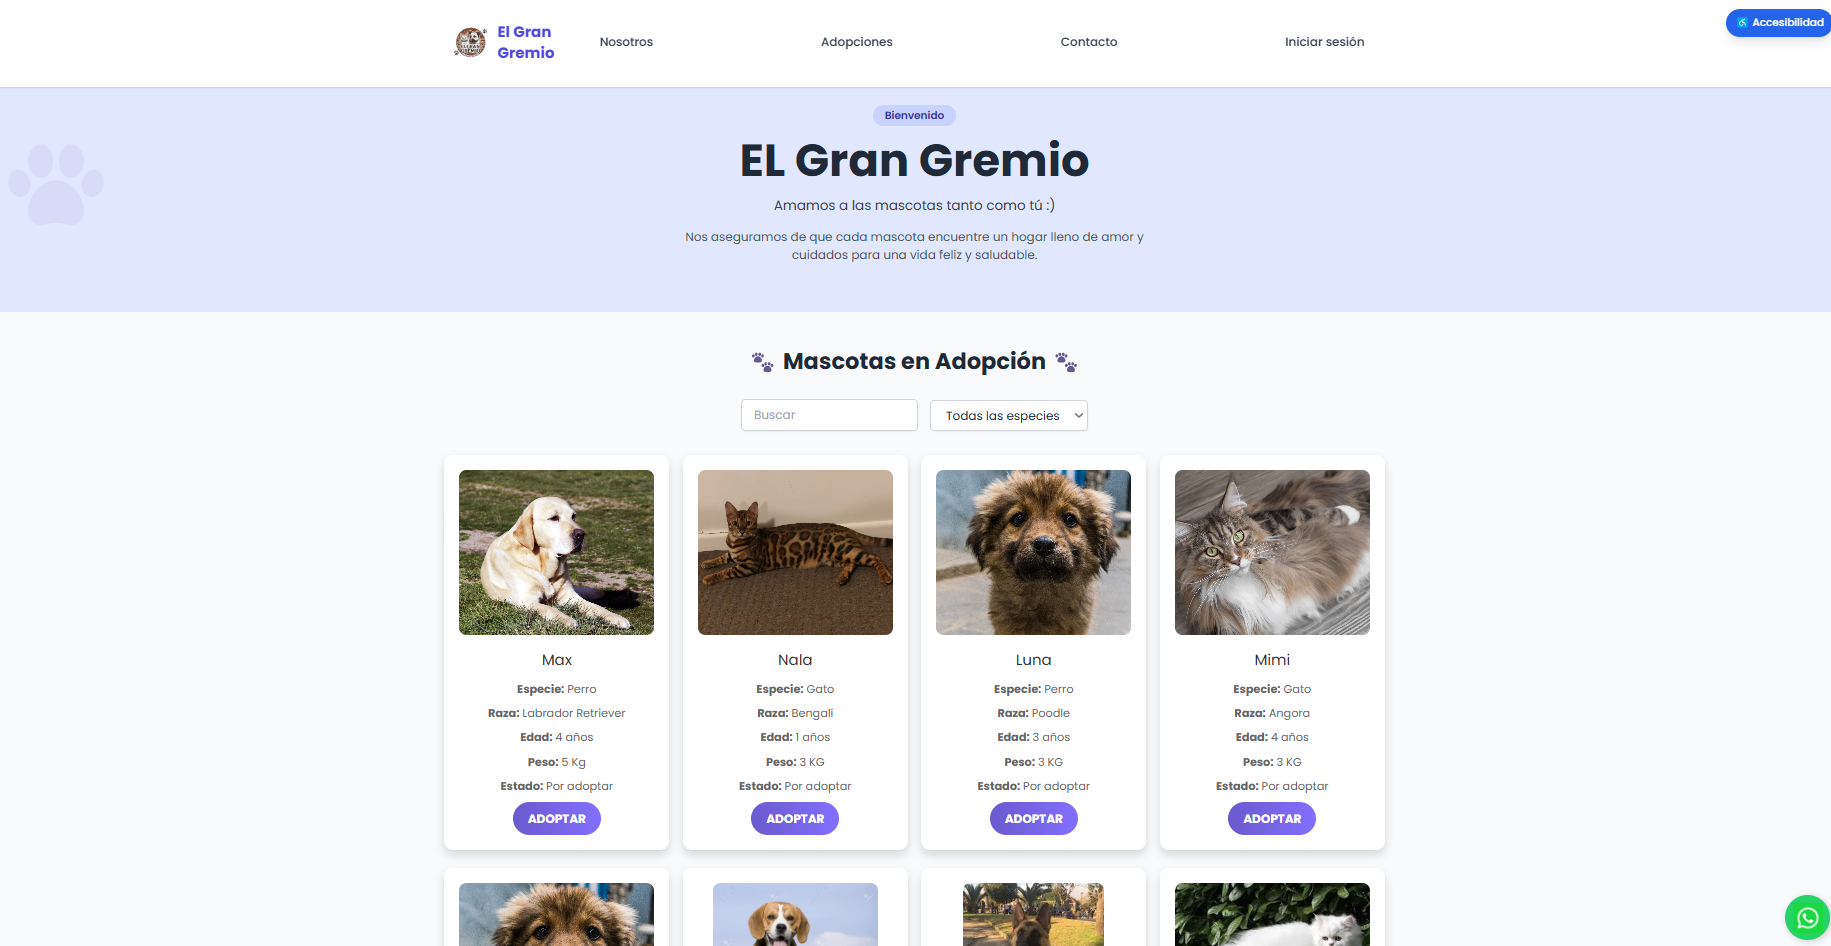 El Gran
Gremio
Nosotros
Adopciones
Contacto
Iniciar sesión
Accesibilidad
Bienvenido
EL Gran Gremio
Amamos a las mascotas tanto como tú :)
Nos aseguramos de que cada mascota encuentre un hogar lleno de amor y
cuidados para una vida feliz y saludable.
Mascotas en Adopción
Buscar
Todas las especies
Max
Especie: Perro
Raza: Labrador Retriever
Edad: 4 años
Peso: 5 Kg
Estado: Por adoptar
ADOPTAR
Nala
Especie: Gato
Raza: Bengalí
Edad: 1 años
Peso: 3 KG
Estado: Por adoptar
ADOPTAR
Luna
Especie: Perro
Raza: Poodle
Edad: 3 años
Peso: 3 KG
Estado: Por adoptar
ADOPTAR
Mimi
Especie: Gato
Raza: Angora
Edad: 4 años
Peso: 3 KG
Estado: Por adoptar
ADOPTAR